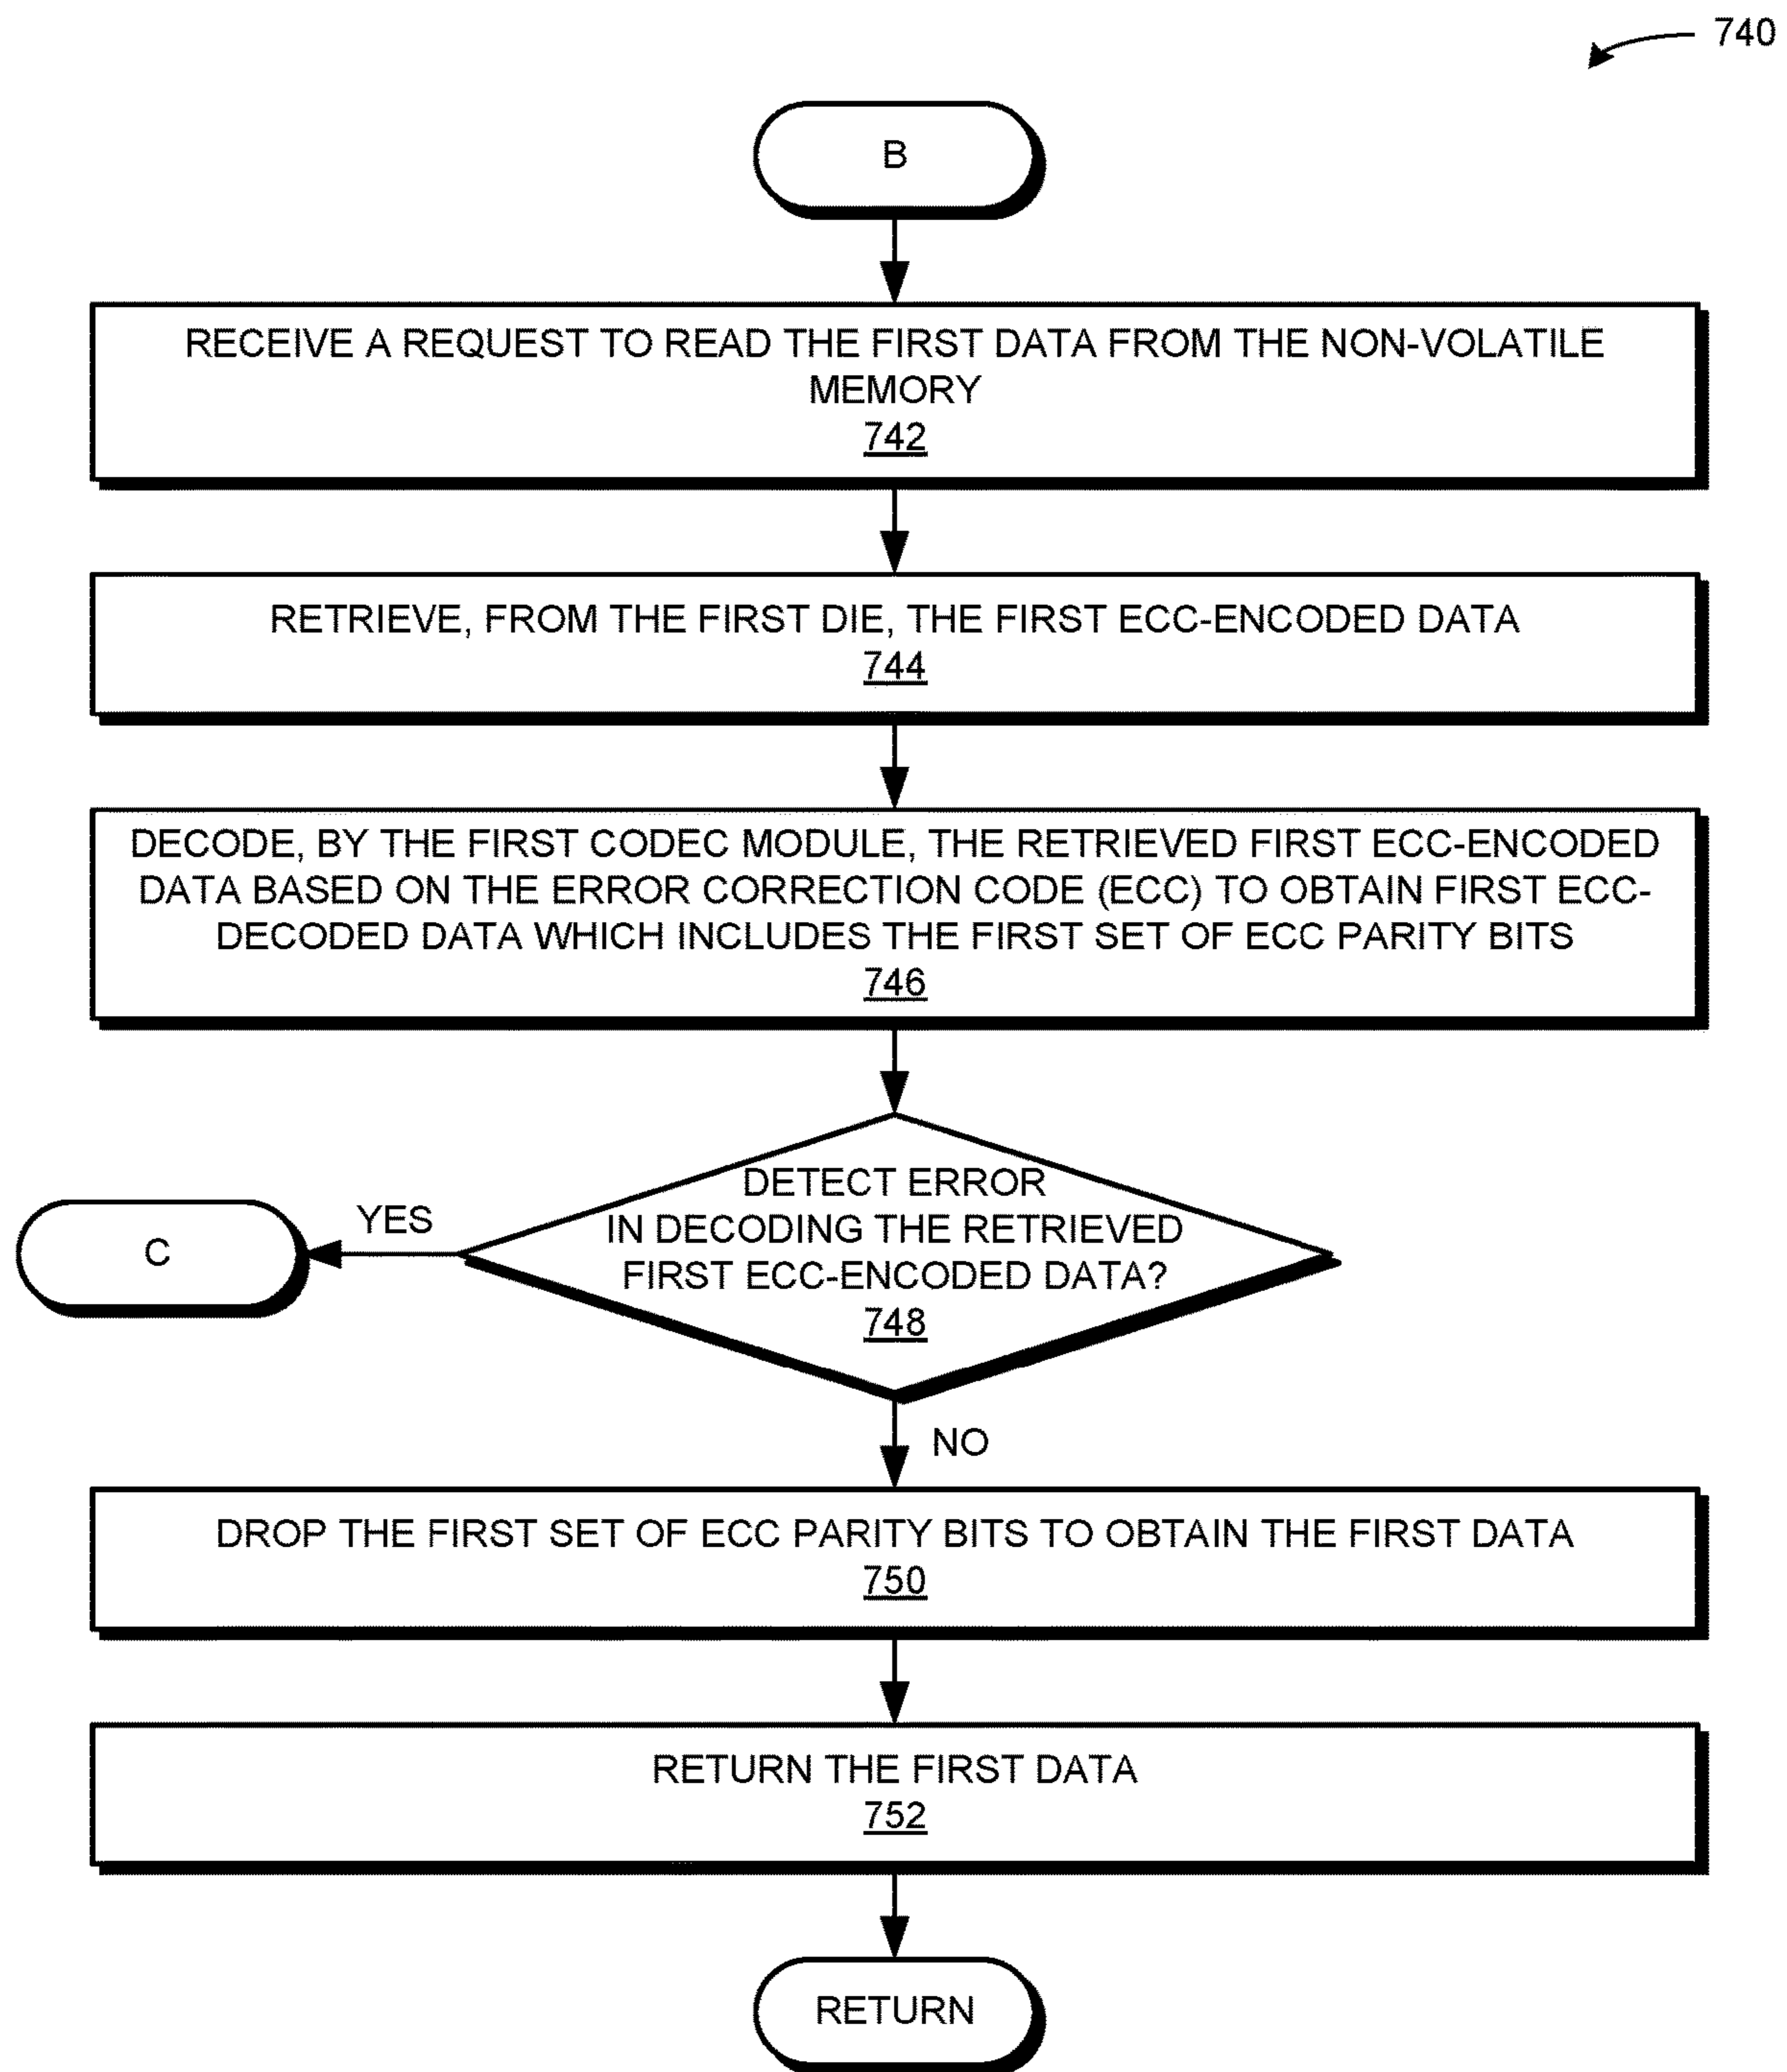 740
B
RECEIVE A REQUEST TO READ THE FIRST DATA FROM THE NON-VOLATILE
MEMORY
742
RETRIEVE, FROM THE FIRST DIE, THE FIRST ECC-ENCODED DATA
744
DECODE, BY THE FIRST CODEC MODULE, THE RETRIEVED FIRST ECC-ENCODED
DATA BASED ON THE ERROR CORRECTION CODE (ECC) TO OBTAIN FIRST ECC-
DECODED DATA WHICH INCLUDES THE FIRST SET OF ECC PARITY BITS
746
DETECT ERROR
IN DECODING THE RETRIEVED
FIRST ECC-ENCODED DATA?
748
YES
C
NO
DROP THE FIRST SET OF ECC PARITY BITS TO OBTAIN THE FIRST DATA
750
RETURN THE FIRST DATA
752
RETURN